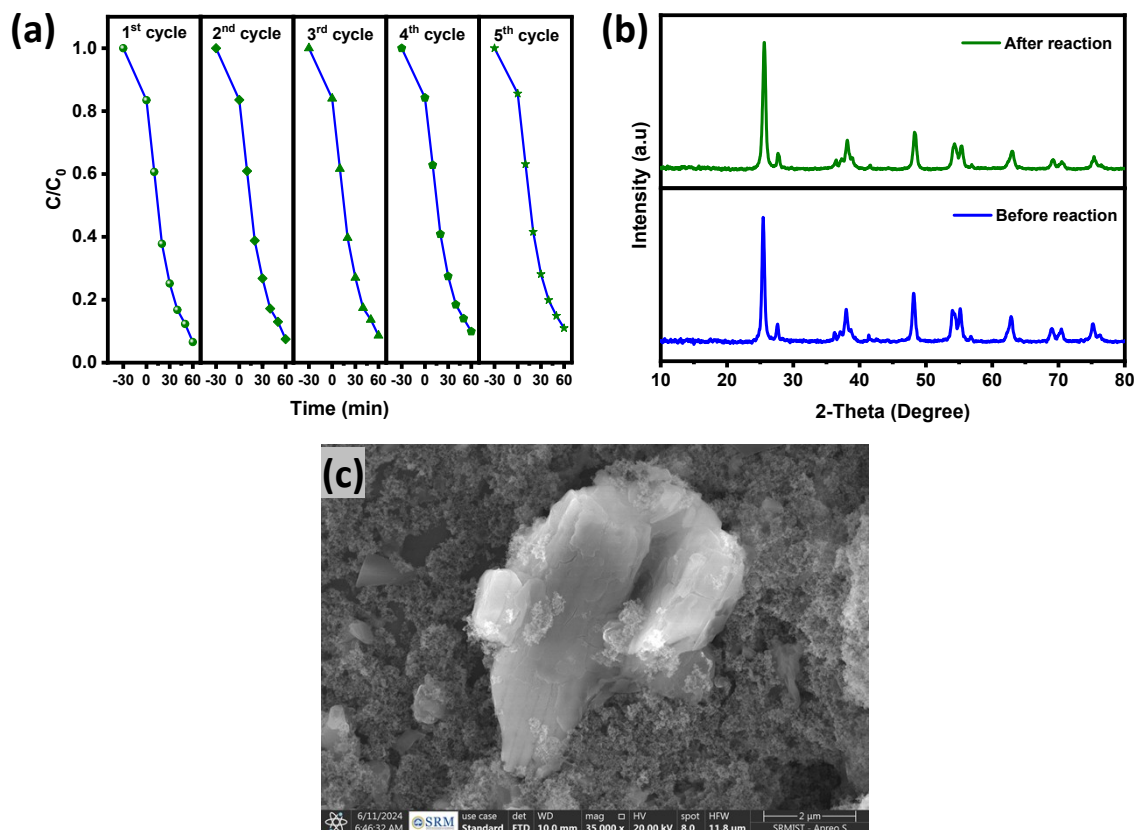 (a)
1st cycle 2nd cycle 3rd cycle 4th cycle 5th cycle
1.0
0.8
0.6
0.4
0.2
0.0
C/C0
-30 0 30 60 -30 0 30 60 -30 0 30 60 -30 0 30 60 -30 0 30 60
Time (min)
(b)
After reaction
Before reaction
Intensity (a.u)
10 20 30 40 50 60 70 80
2-Theta (Degree)
(c)
6/11/2024 use case det WD mag □ HV spot HFW 2 µm
6:46:32 AM SRM Standard ETD 10.0 mm 35 000 x 20.00 kV 8.0 11.8 µm SRMIST - Apreo S